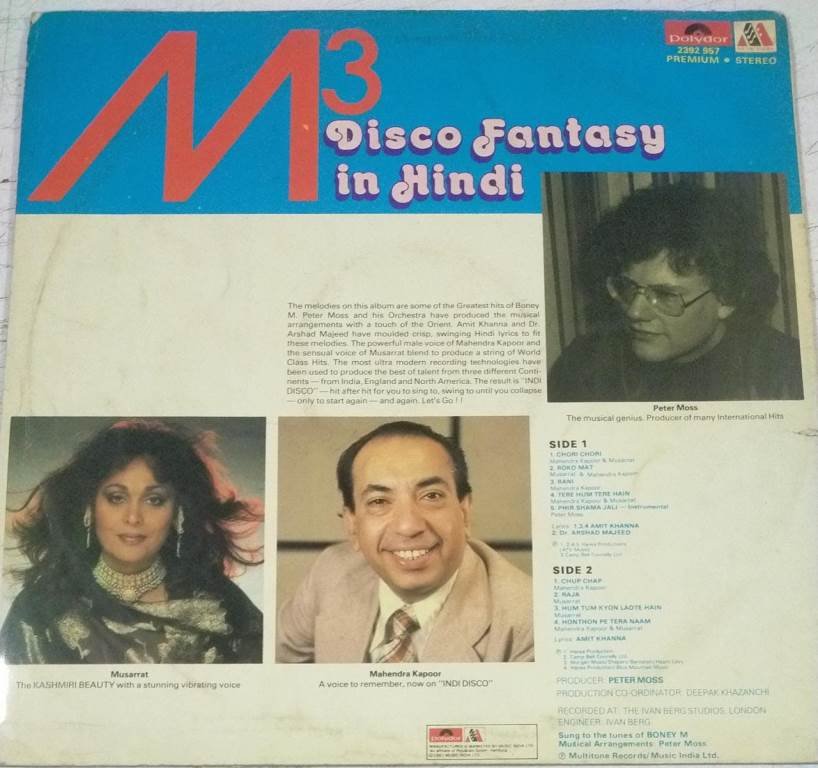 M3
Disco Fantasy
in Hindi
Polydor
2392 957
PREMIUM • STEREO
The melodies on this album are some of the Greatest hits of Boney
M. Peter Moss and his Orchestra have produced the musical
arrangements with a touch of the Orient. Amit Khanna and Dr.
Arshad Majeed have moulded crisp, swinging Hindi lyrics to fit
these melodies. The powerful male voice of Mahendra Kapoor and
the sensual voice of Musarrat blend to produce a string of World
Class Hits. The most ultra modern recording technologies have
been used to produce the best of talent from three different Conti-
nents — from India, England and North America. The result is "INDI
DISCO" — hit after hit for you to sing to, swing to until you collapse
— only to start again — and again. Let's Go ! !
Peter Moss
The musical genius. Producer of many International Hits
Musarrat
The KASHMIRI BEAUTY with a stunning vibrating voice
Mahendra Kapoor
A voice to remember, now on "INDI DISCO"
SIDE 1
1. CHORI CHORI
Mahendra Kapoor & Musarrat
2. ROKO MAT
Musarrat & Mahendra Kapoor
3. RANI
Mahendra Kapoor
4. TERE HUM TERE HAIN
Mahendra Kapoor & Musarrat
5. PHIR SHAMA JALI — Instrumental
Peter Moss
Lyrics: 1,3,4 AMIT KHANNA
2: Dr. ARSHAD MAJEED
SIDE 2
1. CHUP CHAP
Mahendra Kapoor
2. RAJA
Musarrat
3. HUM TUM KYON LAOTE HAIN
Musarrat
4. HONTHON PE TERA NAAM
Mahendra Kapoor & Musarrat
Lyrics: AMIT KHANNA
PRODUCER: PETER MOSS
PRODUCTION CO-ORDINATOR: DEEPAK KHAZANCHI
RECORDED AT: THE IVAN BERG STUDIOS, LONDON
ENGINEER: IVAN BERG
Sung to the tunes of BONEY M
Mutical Arrangements: Peter Moss
℗ Multitone Records/ Music India Ltd.
Polydor